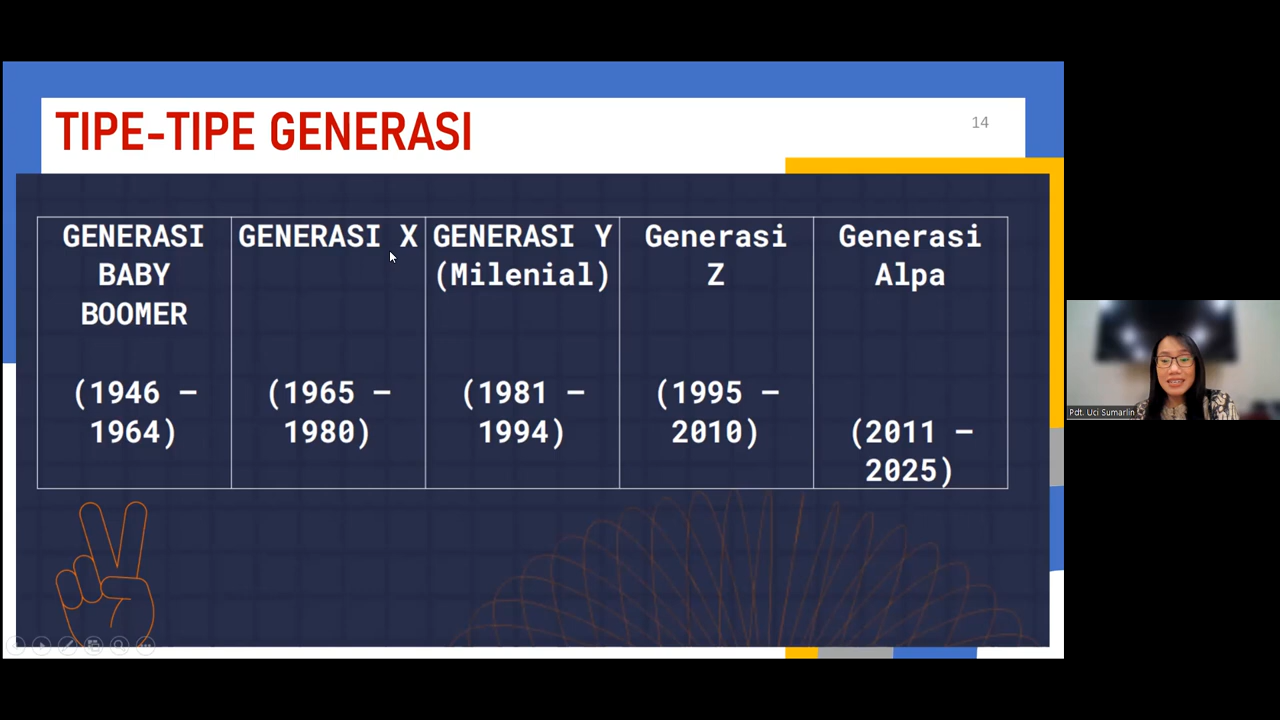 TIPE-TIPE GENERASI
14
GENERASI
BABY
BOOMER
(1946 –
1964)
GENERASI X
(1965 –
1980)
GENERASI Y
(Milenial)
(1981 –
1994)
Generasi
Z
(1995 –
2010)
Generasi
Alpa
(2011 –
2025)
Pdt. Uci Sumarlin